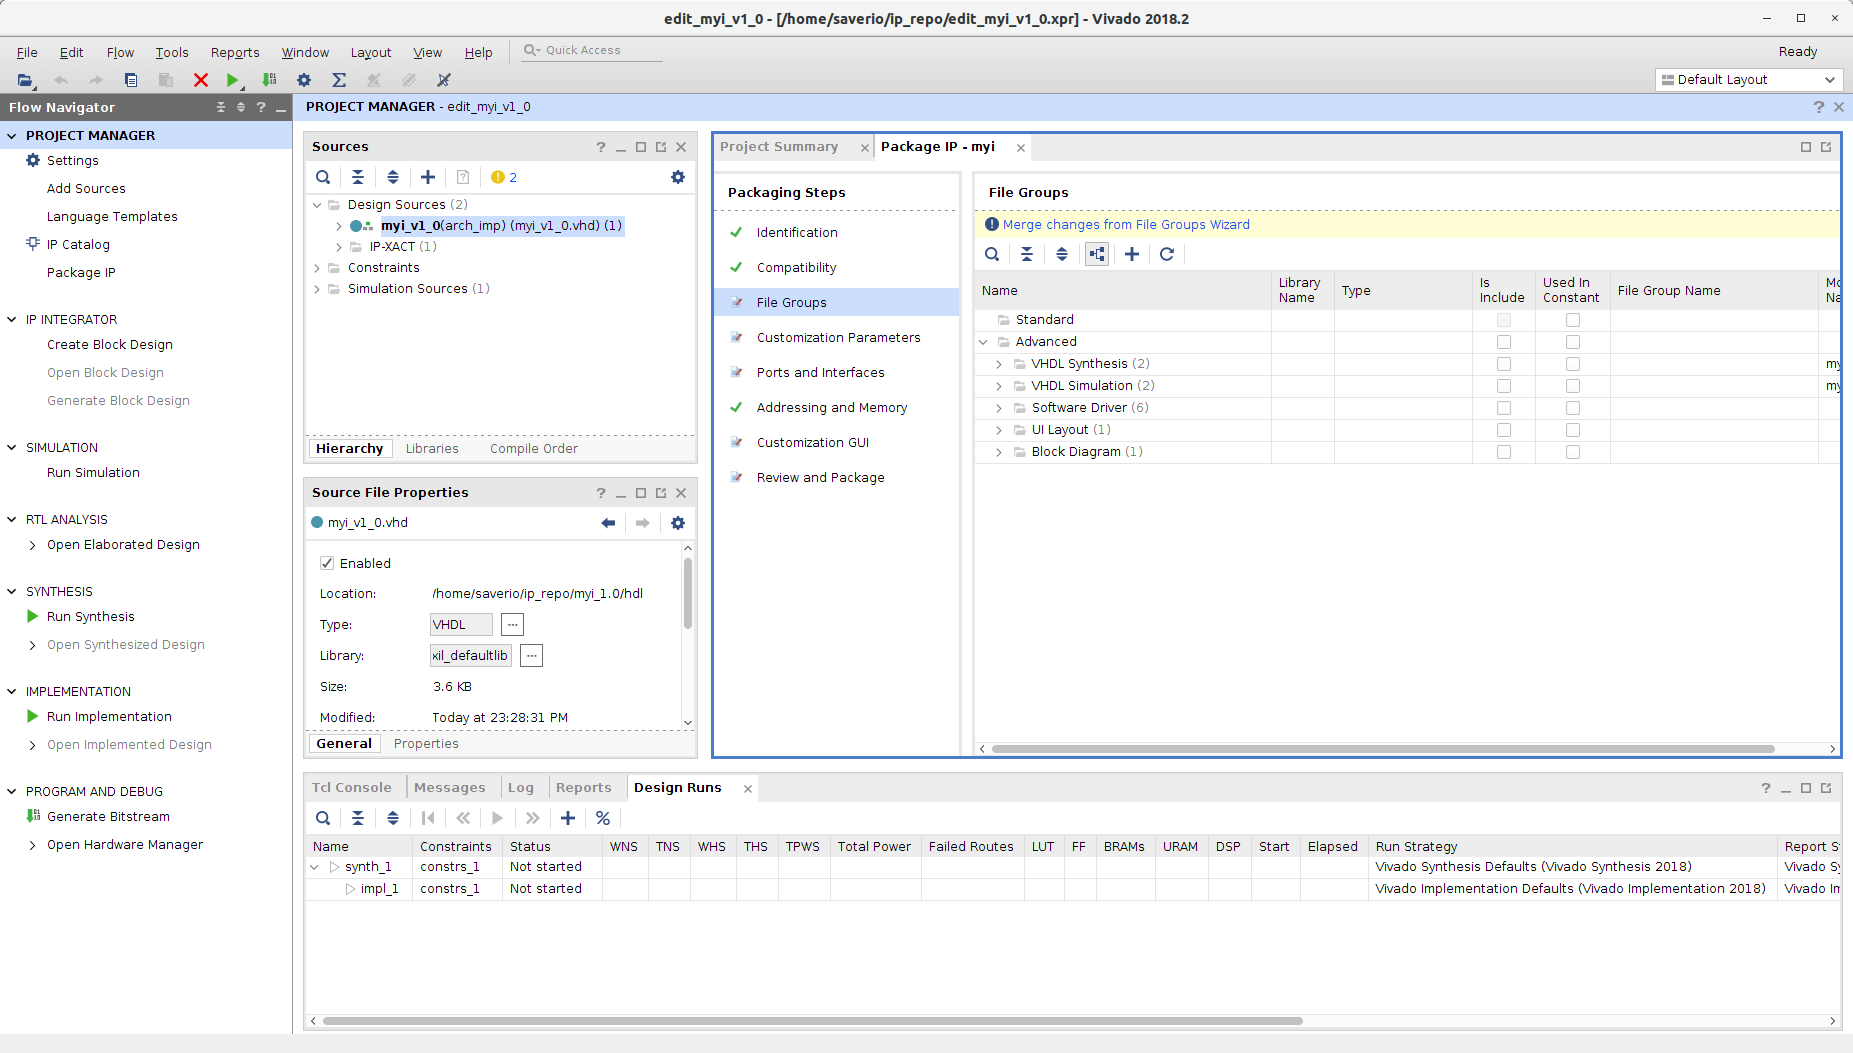 edit_myi_v1_0 - [/home/saverio/ip_repo/edit_myi_v1_0.xpr] - Vivado 2018.2
File Edit Flow Tools Reports Window Layout View Help Quick Access Ready
Default Layout
Flow Navigator
PROJECT MANAGER
Settings
Add Sources
Language Templates
IP Catalog
Package IP
IP INTEGRATOR
Create Block Design
Open Block Design
Generate Block Design
SIMULATION
Run Simulation
RTL ANALYSIS
Open Elaborated Design
SYNTHESIS
Run Synthesis
Open Synthesized Design
IMPLEMENTATION
Run Implementation
Open Implemented Design
PROGRAM AND DEBUG
Generate Bitstream
Open Hardware Manager
PROJECT MANAGER - edit_myi_v1_0
Sources
2
Design Sources (2)
myi_v1_0(arch_imp) (myi_v1_0.vhd) (1)
IP-XACT (1)
Constraints
Simulation Sources (1)
Hierarchy Libraries Compile Order
Source File Properties
myi_v1_0.vhd
Enabled
Location: /home/saverio/ip_repo/myi_1.0/hdl
Type: VHDL ...
Library: xil_defaultlib ...
Size: 3.6 KB
Modified: Today at 23:28:31 PM
General Properties
Project Summary Package IP - myi
Packaging Steps
Identification
Compatibility
File Groups
Customization Parameters
Ports and Interfaces
Addressing and Memory
Customization GUI
Review and Package
File Groups
Merge changes from File Groups Wizard
Name Library Name Type Is Include Used In Constant File Group Name
Standard
Advanced
VHDL Synthesis (2) my
VHDL Simulation (2) my
Software Driver (6)
UI Layout (1)
Block Diagram (1)
Tcl Console Messages Log Reports Design Runs
Name Constraints Status WNS TNS WHS THS TPWS Total Power Failed Routes LUT FF BRAMs URAM DSP Start Elapsed Run Strategy Report S
synth_1 constrs_1 Not started Vivado Synthesis Defaults (Vivado Synthesis 2018) Vivado Sy
impl_1 constrs_1 Not started Vivado Implementation Defaults (Vivado Implementation 2018) Vivado Im